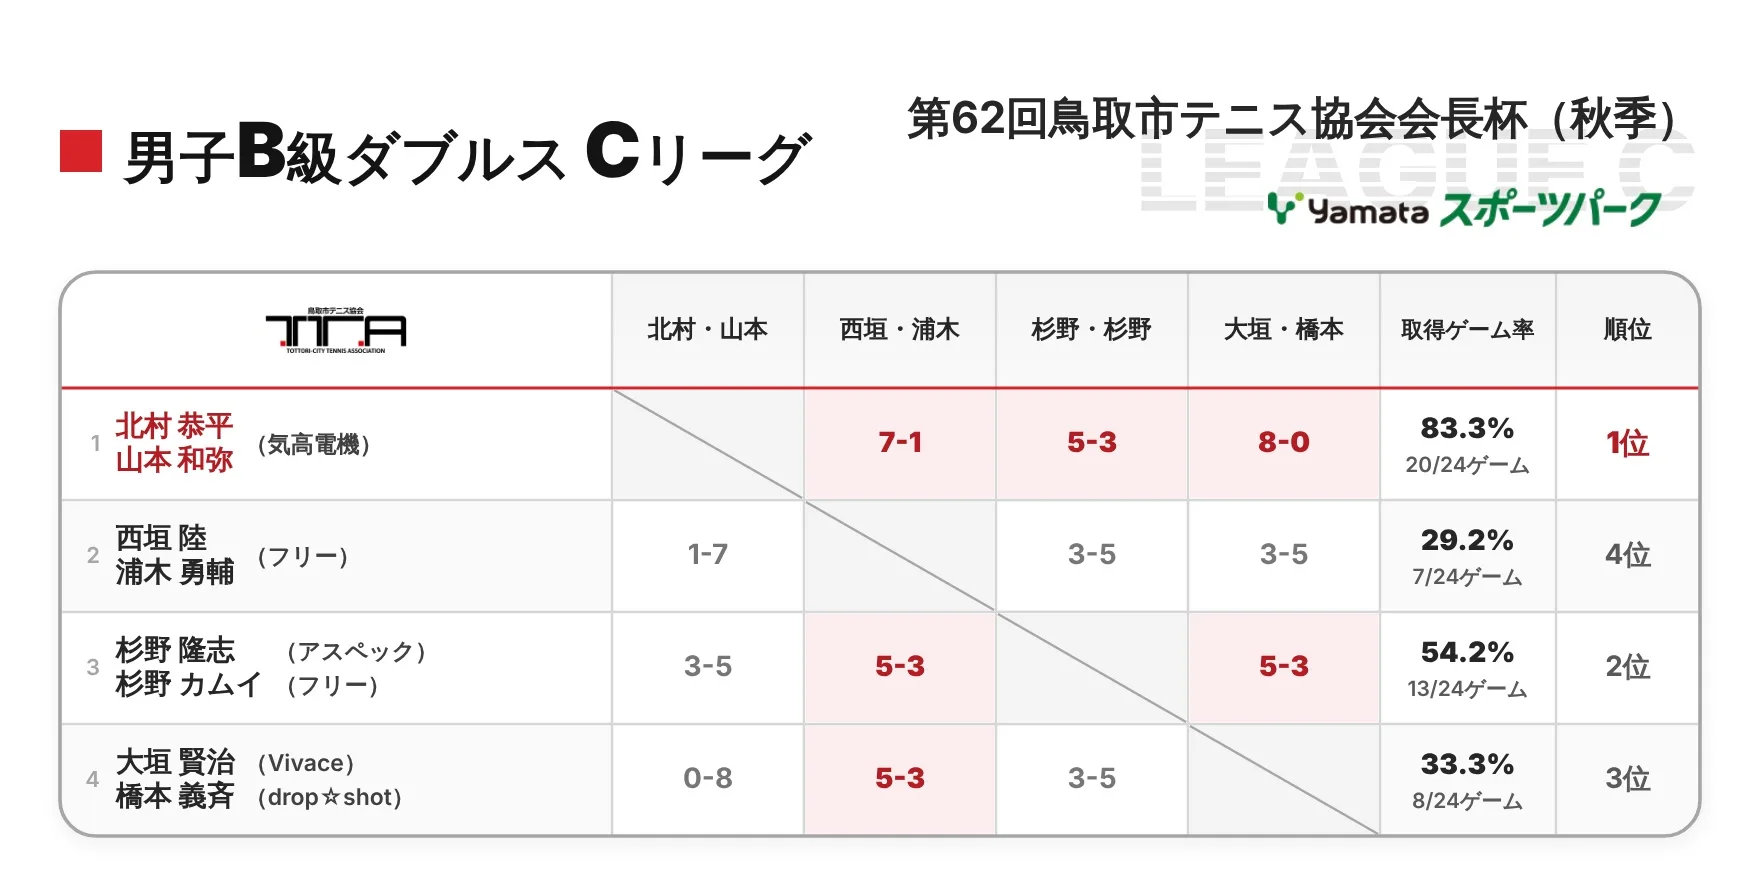 男子B級ダブルス Cリーグ
第62回鳥取市テニス協会会長杯（秋季）
LEAGUE C
Yamata スポーツパーク
鳥取市テニス協会
TTA
TOTTORI-CITY TENNIS ASSOCIATION
北村・山本 西垣・浦木 杉野・杉野 大垣・橋本 取得ゲーム率 順位
1 北村 恭平 山本 和弥 （気高電機） 7-1 5-3 8-0 83.3% 20/24ゲーム 1位
2 西垣 陸 浦木 勇輔 （フリー） 1-7 3-5 3-5 29.2% 7/24ゲーム 4位
3 杉野 隆志 （アスペック） 杉野 カムイ （フリー） 3-5 5-3 5-3 54.2% 13/24ゲーム 2位
4 大垣 賢治 （Vivace） 橋本 義斉 （drop☆shot） 0-8 5-3 3-5 33.3% 8/24ゲーム 3位